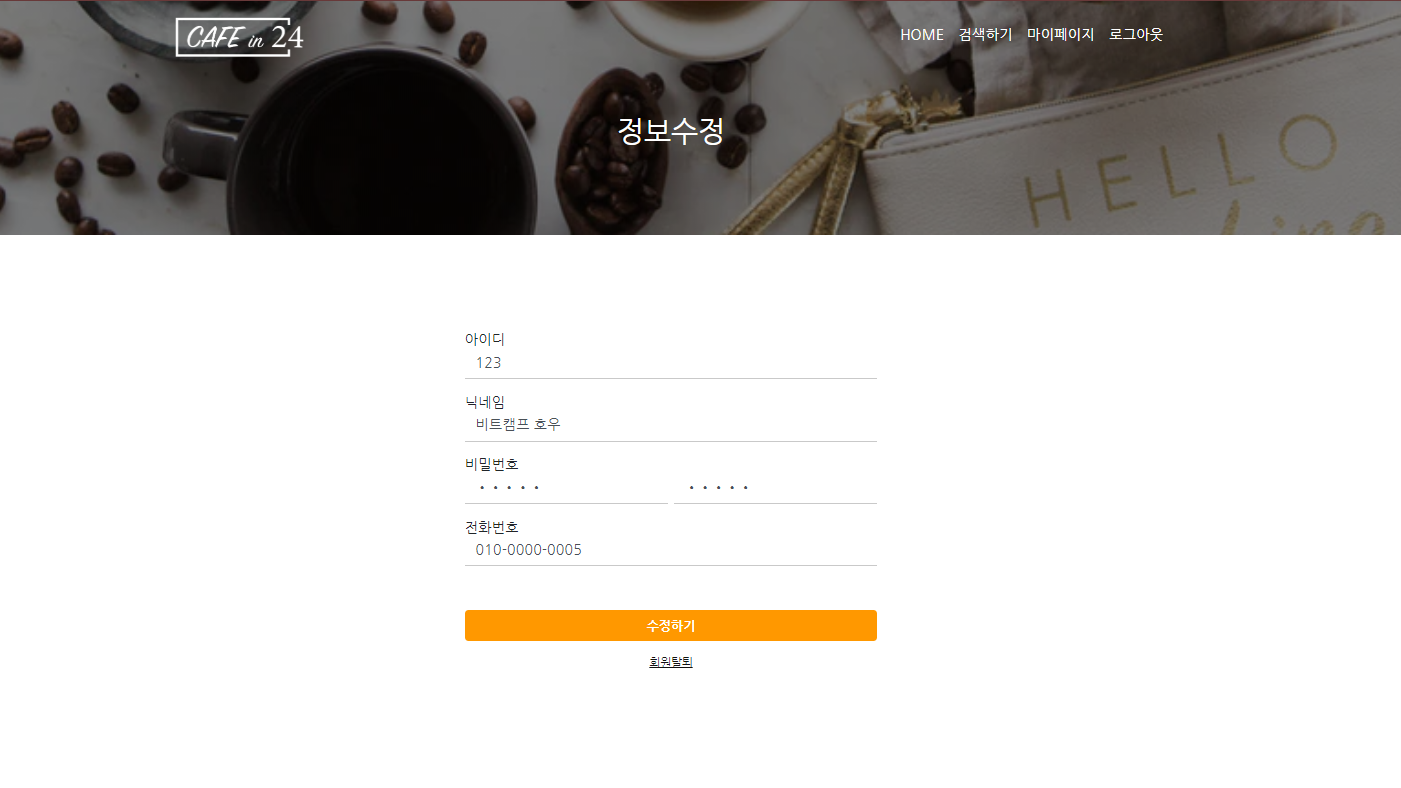 CAFE in 24
HOME 검색하기 마이페이지 로그아웃
정보수정
HELLO
아이디
123
닉네임
비트캠프 호우
비밀번호
• • • • • • • • • •
전화번호
010-0000-0005
수정하기
회원탈퇴